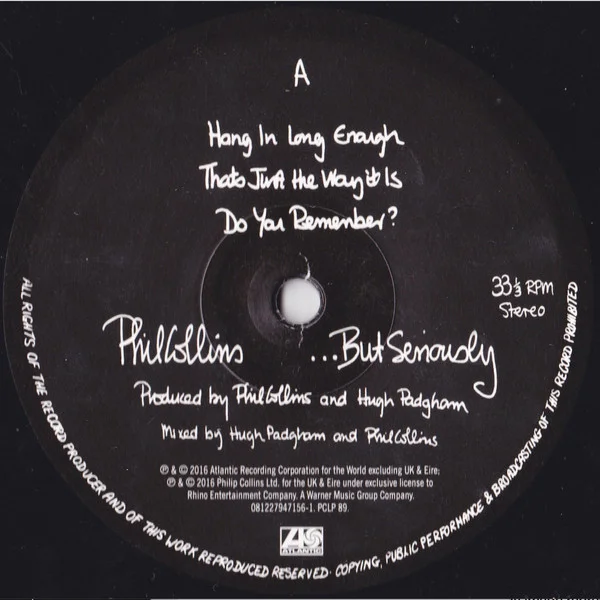 A
Hang In Long Enough
Thats Just the Way it Is
Do You Remember?
33⅓ RPM
Stereo
Phil Collins ...But Seriously
Produced by Phil Collins and Hugh Padgham
Mixed by Hugh Padgham and Phil Collins
℗ & © 2016 Atlantic Recording Corporation for the World excluding UK & Eire;
℗ & © 2016 Philip Collins Ltd. for the UK & Eire under exclusive license to
Rhino Entertainment Company. A Warner Music Group Company.
081227947156-1. PCLP 89.
ATLANTIC
ALL RIGHTS OF THE RECORD PRODUCER AND OF THIS WORK REPRODUCED RESERVED· COPYING, PUBLIC PERFORMANCE & BROADCASTING OF THIS RECORD PROHIBITED